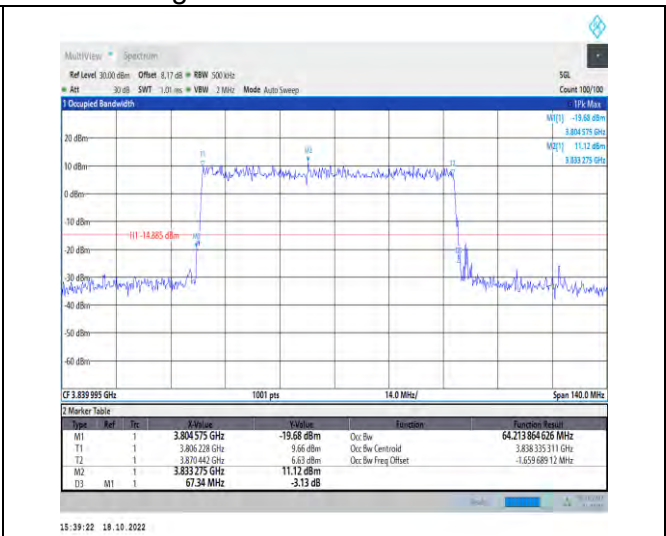 MultiView Spectrum
Ref Level 30.00 dBm Offset 8.17 dB RBW 500 kHz SGL
Att 30 dB SWT 1.01 ms VBW 2 MHz Mode Auto Sweep Count 100/100
1 Occupied Bandwidth 1Pk Max
M1[1] -19.68 dBm
3.804 575 GHz
M2[1] 11.12 dBm
3.833 275 GHz
20 dBm
T1 M2 T2
10 dBm
0 dBm
-10 dBm
H1 -14.885 dBm M1
-20 dBm
-30 dBm
-40 dBm
-50 dBm
-60 dBm
CF 3.839 995 GHz 1001 pts 14.0 MHz/ Span 140.0 MHz
2 Marker Table
Type Ref Trc X-Value Y-Value Function Function Result
M1 1 3.804 575 GHz -19.68 dBm Occ Bw 64.213 864 626 MHz
T1 1 3.806 228 GHz 9.66 dBm Occ Bw Centroid 3.838 335 311 GHz
T2 1 3.870 442 GHz 6.63 dBm Occ Bw Freq Offset -1.659 689 12 MHz
M2 1 3.833 275 GHz 11.12 dBm
D3 M1 1 67.34 MHz -3.13 dB
15:39:22 18.10.2022